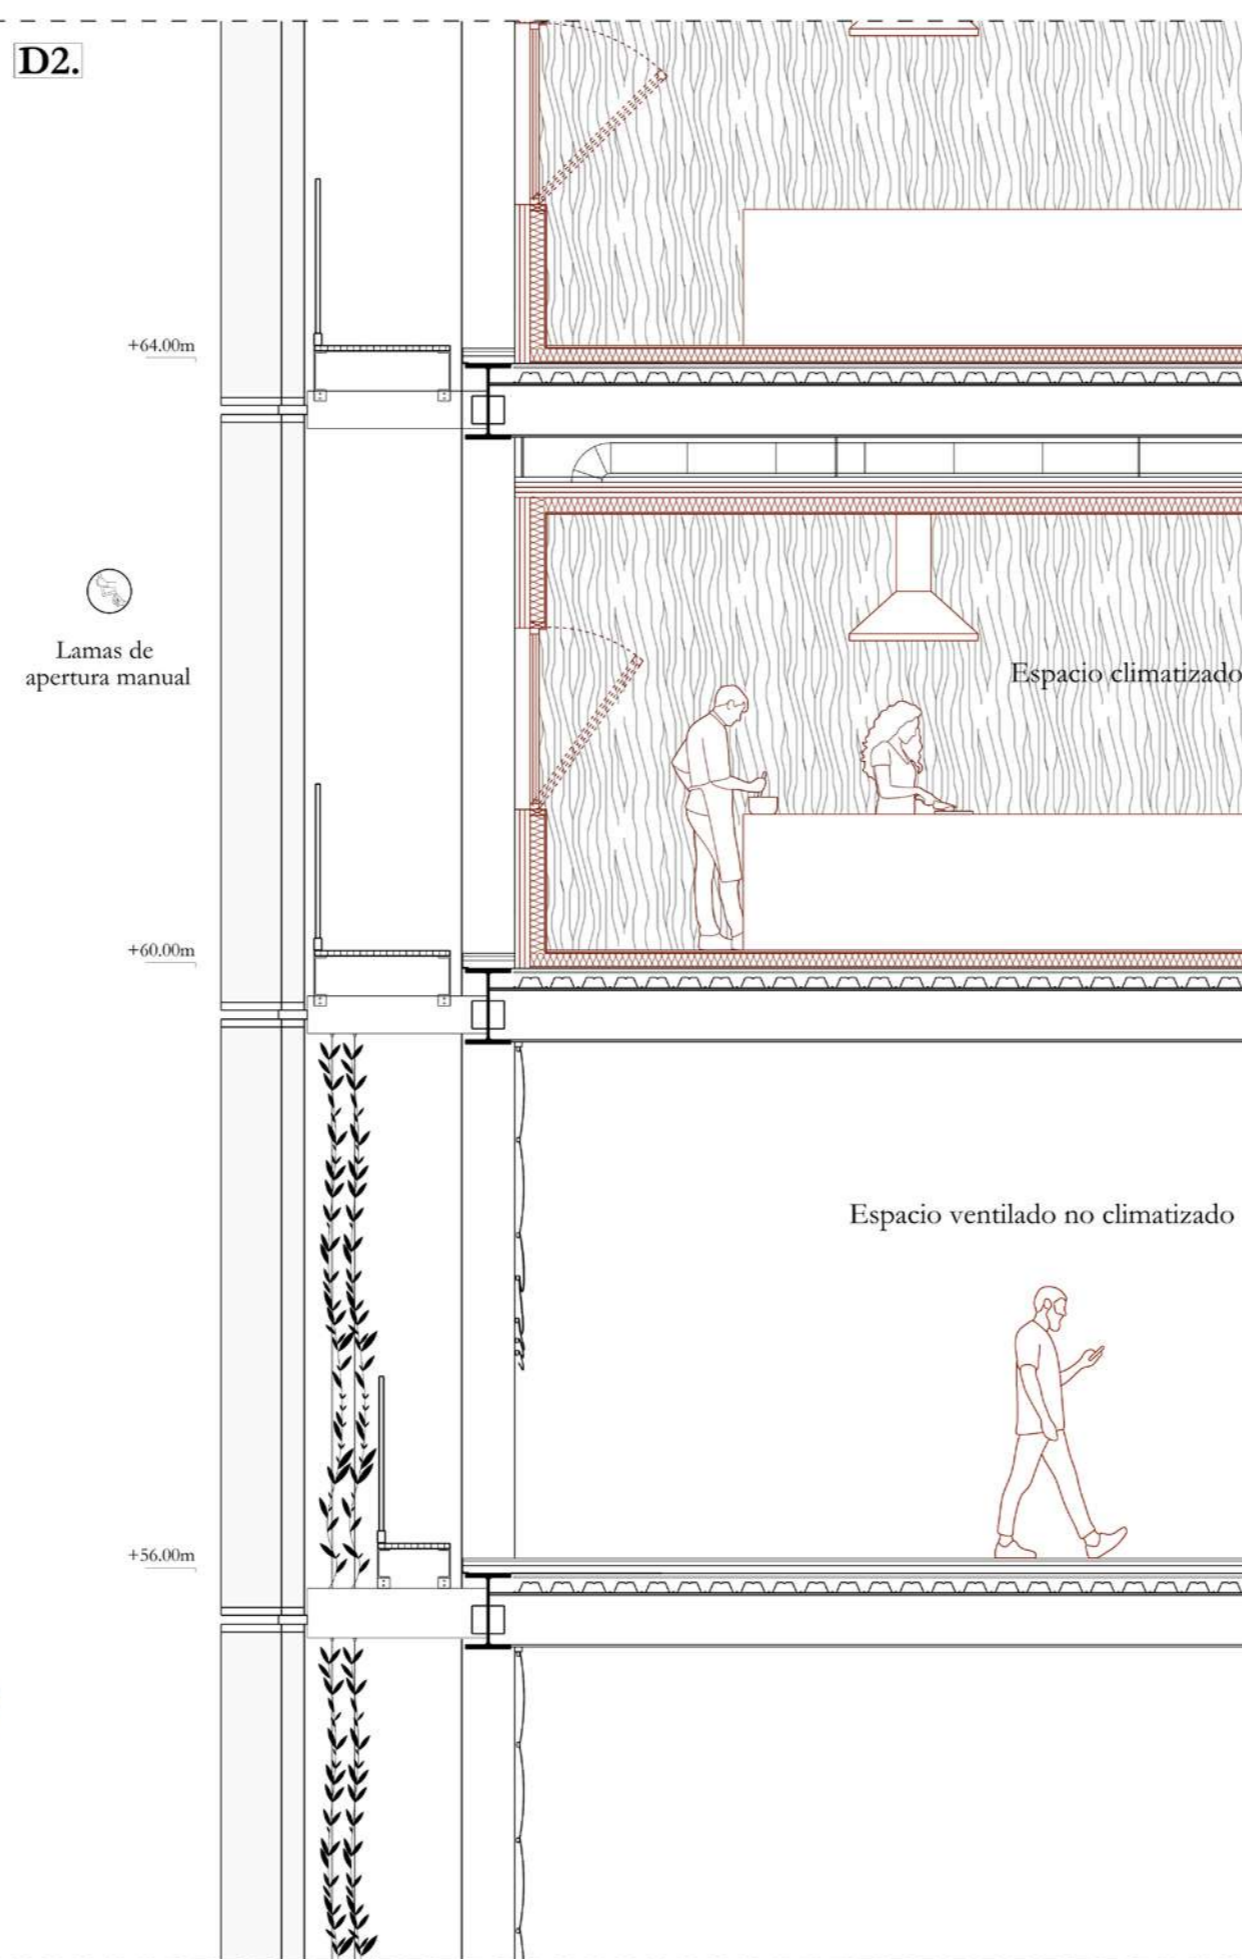 D2.
+64.00m
Lamas de
apertura manual
Espacio climatizado
+60.00m
Espacio ventilado no climatizado
+56.00m